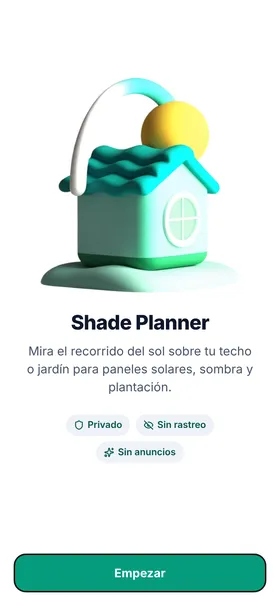 Shade Planner
Mira el recorrido del sol sobre tu techo
o jardín para paneles solares, sombra y
plantación.
Privado
Sin rastreo
Sin anuncios
Empezar